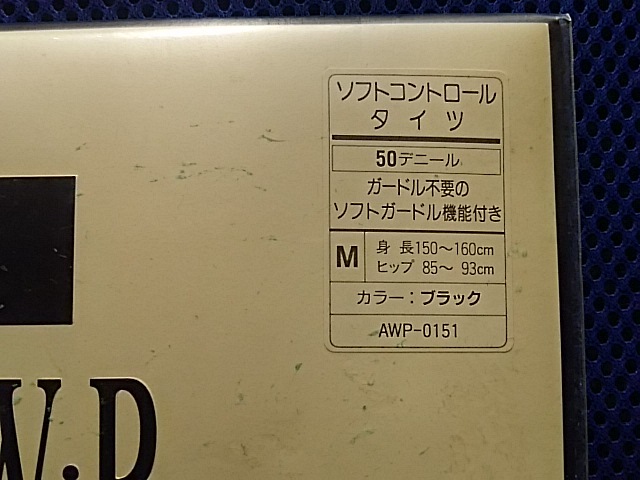 ソフトコントロール
タイツ
50デニール
ガードル不要の
ソフトガードル機能付き
M
身 長150〜160cm
ヒップ 85〜 93cm
カラー：ブラック
AWP-0151
W.D